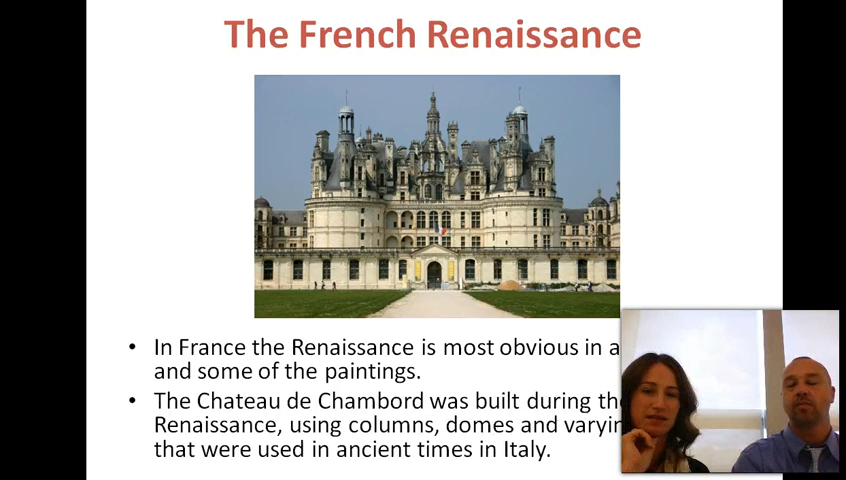 The French Renaissance
• In France the Renaissance is most obvious in a
and some of the paintings.
• The Chateau de Chambord was built during the
Renaissance, using columns, domes and
that were used in ancient times in Italy.